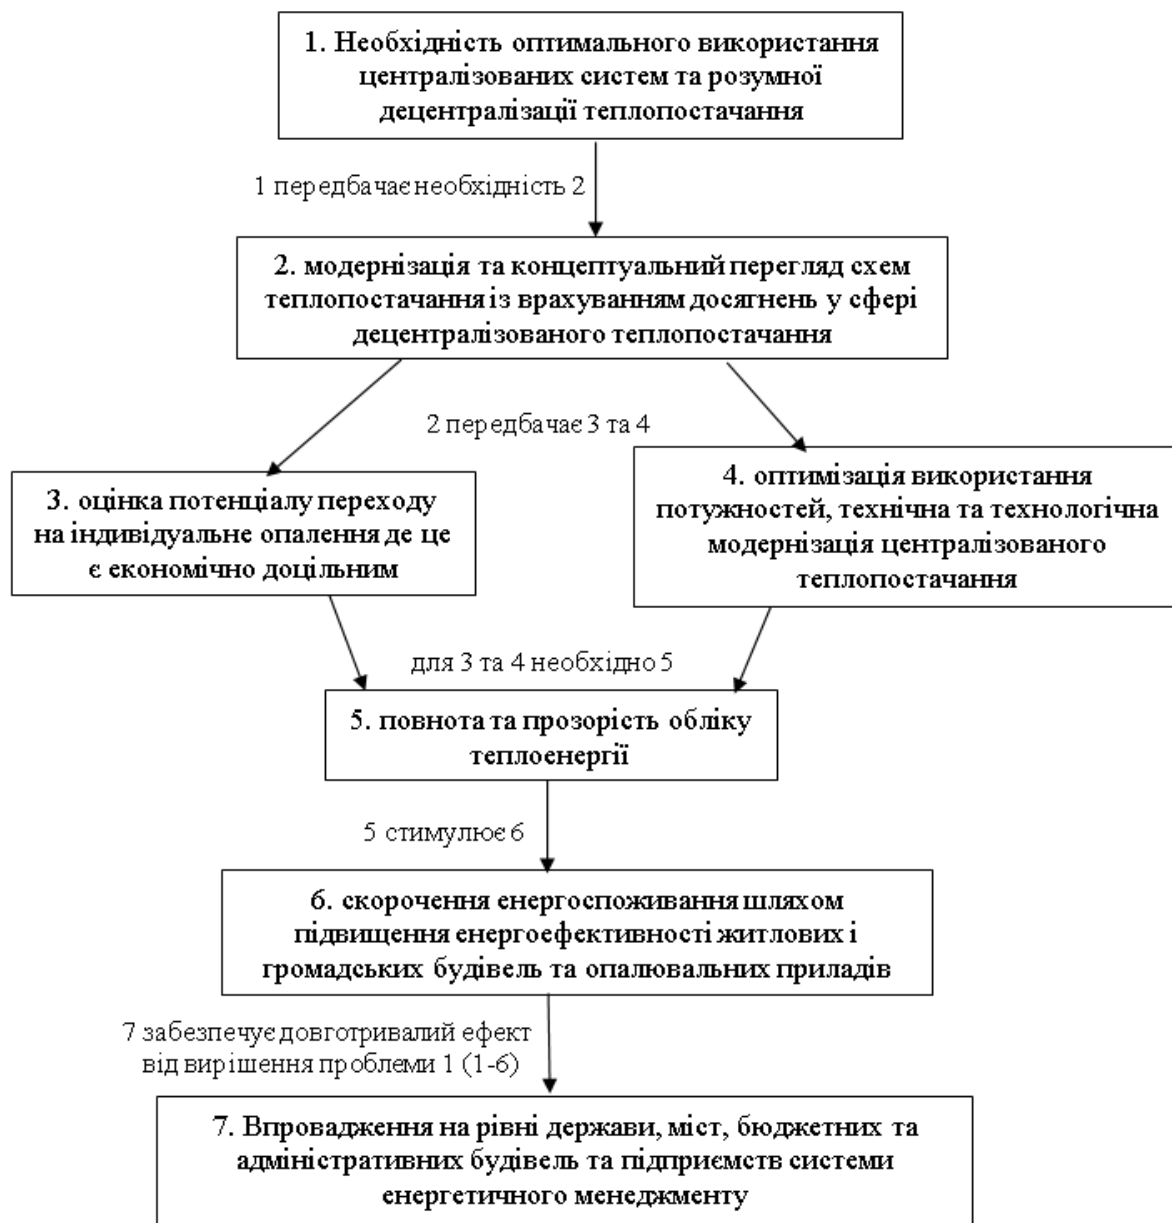 1. Необхідність оптимального використання
централізованих систем та розумної
децентралізації теплопостачання
1 передбачає необхідність 2
2. модернізація та концептуальний перегляд схем
теплопостачання із врахуванням досягнень у сфері
децентралізованого теплопостачання
2 передбачає 3 та 4
3. оцінка потенціалу переходу
на індивідуальне опалення де це
є економічно доцільним
4. оптимізація використання
потужностей, технічна та технологічна
модернізація централізованого
теплопостачання
для 3 та 4 необхідно 5
5. повнота та прозорість обліку
теплоенергії
5 стимулює 6
6. скорочення енергоспоживання шляхом
підвищення енергоефективності житлових і
громадських будівель та опалювальних приладів
7 забезпечує довготривалий ефект
від вирішення проблеми 1 (1-6)
7. Впровадження на рівні держави, міст, бюджетних та
адміністративних будівель та підприємств системи
енергетичного менеджменту